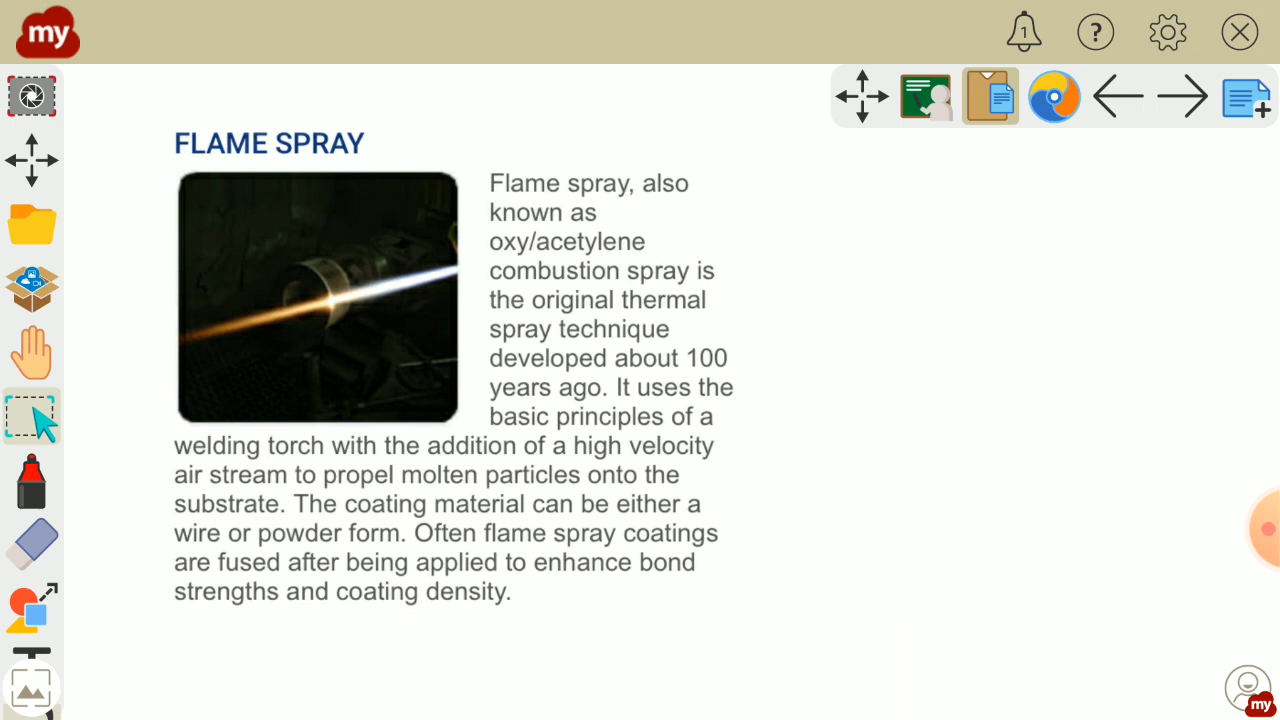 my
1
?
FLAME SPRAY
Flame spray, also
known as
oxy/acetylene
combustion spray is
the original thermal
spray technique
developed about 100
years ago. It uses the
basic principles of a
welding torch with the addition of a high velocity
air stream to propel molten particles onto the
substrate. The coating material can be either a
wire or powder form. Often flame spray coatings
are fused after being applied to enhance bond
strengths and coating density.
my